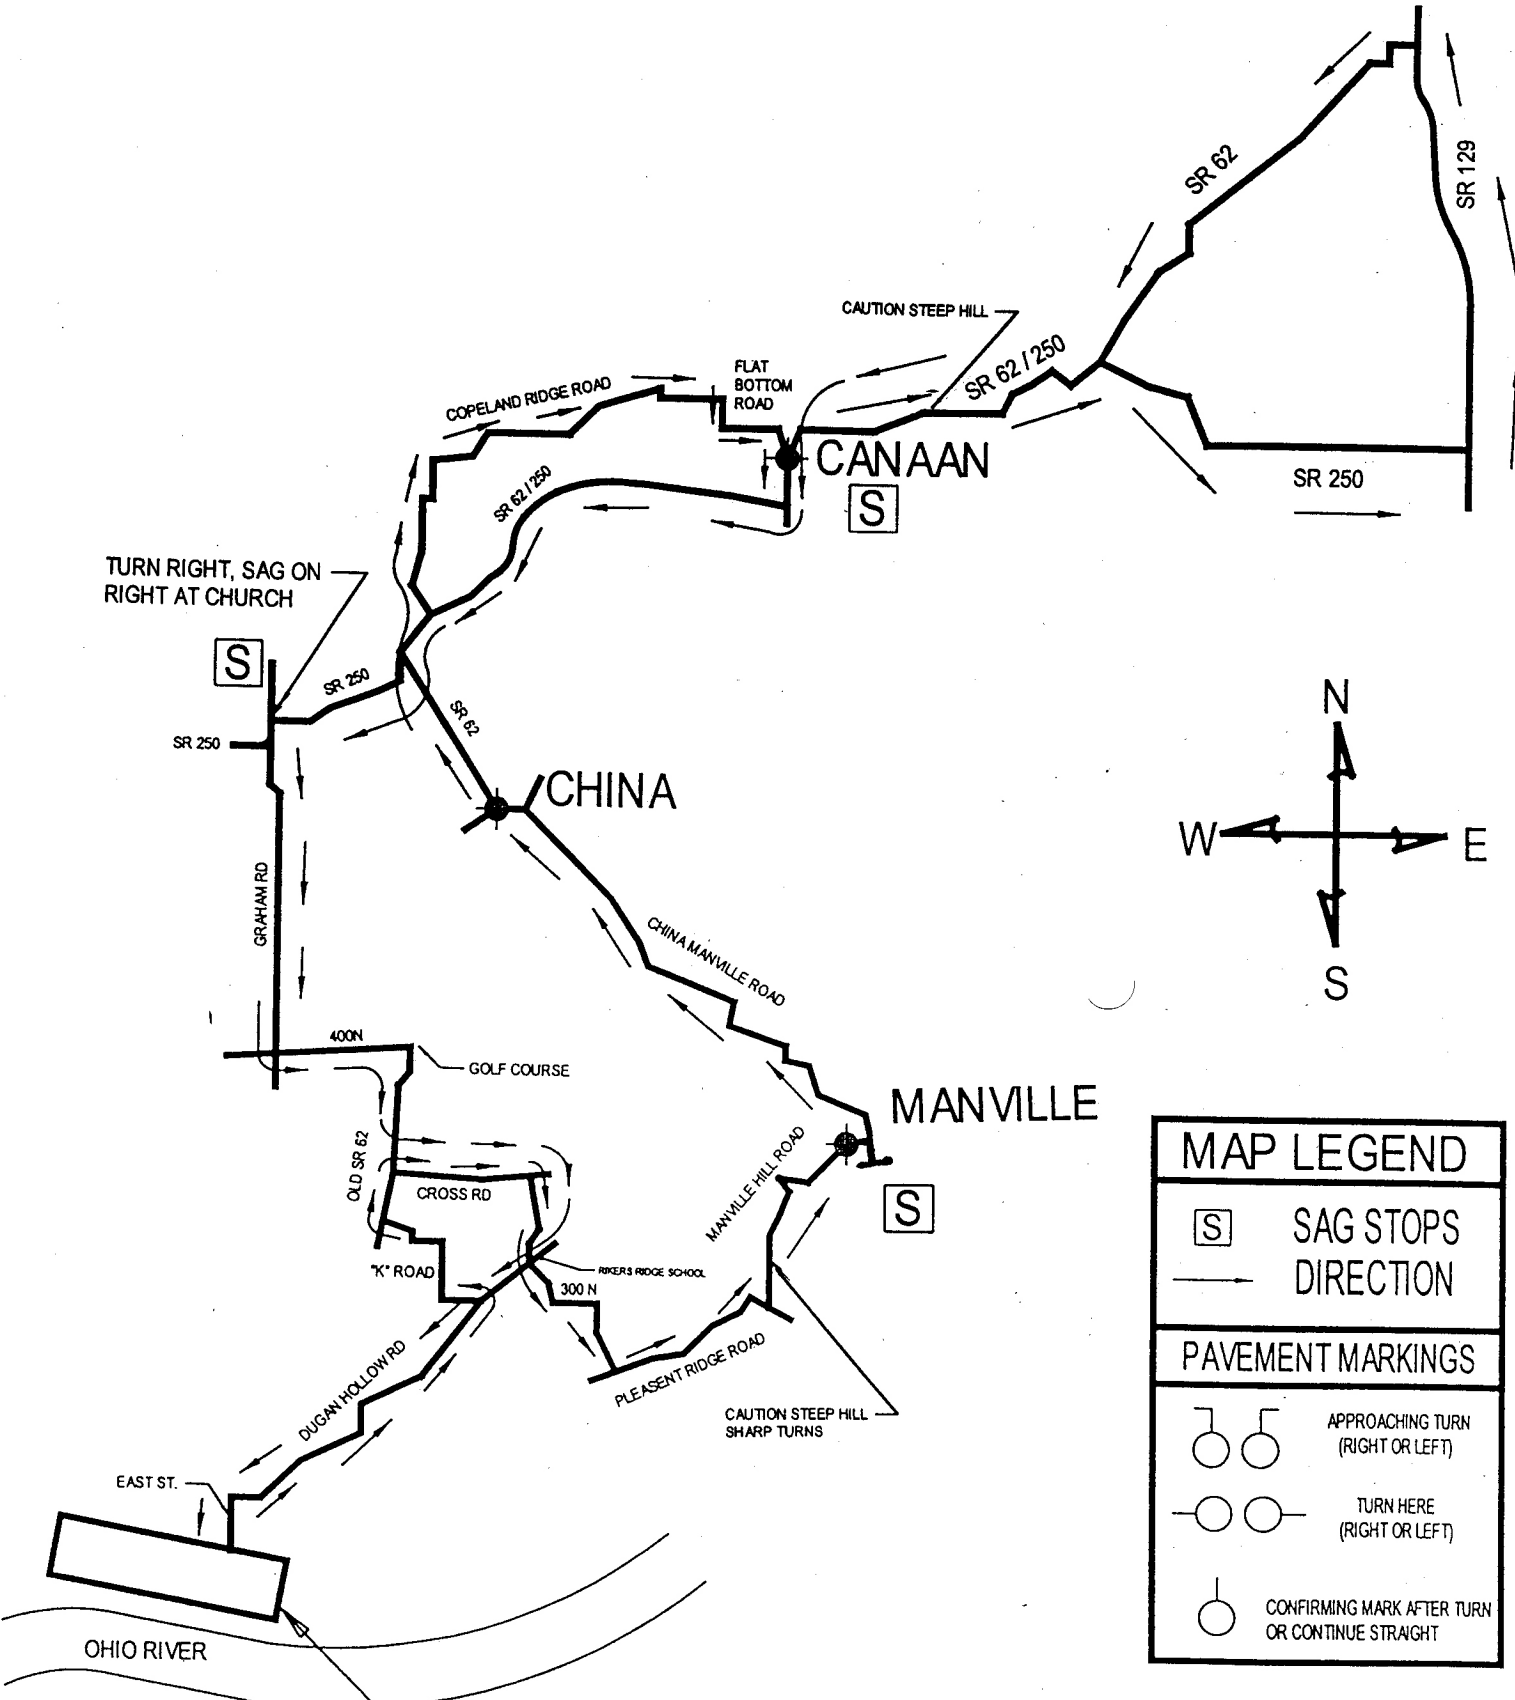 SR 129
SR 62
CAUTION STEEP HILL
SR 62 / 250
FLAT
BOTTOM
ROAD
COPELAND RIDGE ROAD
CANAAN
S
SR 250
SR 62 / 250
TURN RIGHT, SAG ON
RIGHT AT CHURCH
S
SR 250
SR 62
SR 250
CHINA
N
W
E
S
GRAHAM RD
CHINA MANVILLE ROAD
400N
GOLF COURSE
MANVILLE
OLD SR 62
MANVILLE HILL ROAD
CROSS RD
S
"K" ROAD
RIKERS RIDGE SCHOOL
300 N
DUGAN HOLLOW RD
PLEASENT RIDGE ROAD
CAUTION STEEP HILL
SHARP TURNS
EAST ST.
OHIO RIVER
MAP LEGEND
S
SAG STOPS
DIRECTION
PAVEMENT MARKINGS
APPROACHING TURN
(RIGHT OR LEFT)
TURN HERE
(RIGHT OR LEFT)
CONFIRMING MARK AFTER TURN
OR CONTINUE STRAIGHT